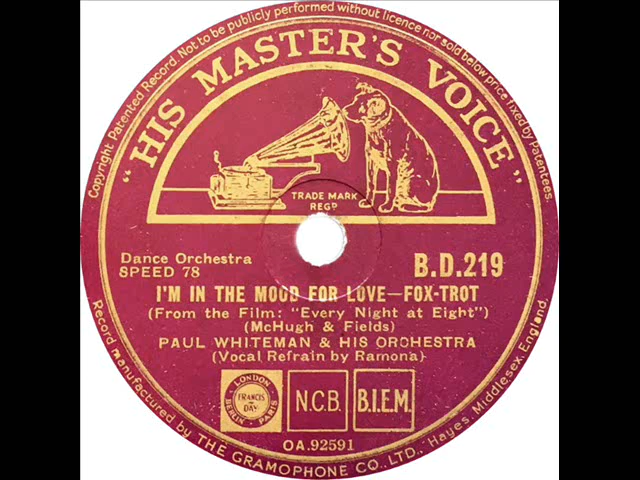 Copyright Patented Record. Not to be publicly performed without licence nor sold below price fixed by Patentees.
"HIS MASTER'S VOICE"
TRADE MARK
REGD
Dance Orchestra
SPEED 78
B.D.219
I'M IN THE MOOD FOR LOVE—FOX-TROT
(From the Film: "Every Night at Eight")
(McHugh & Fields)
PAUL WHITEMAN & HIS ORCHESTRA
(Vocal Refrain by Ramona)
LONDON
FRANCIS
-DAY
BERLIN PARIS
N.C.B.
B.I.E.M.
OA.92591
Record manufactured by THE GRAMOPHONE CO., LTD., Hayes, Middlesex, England.